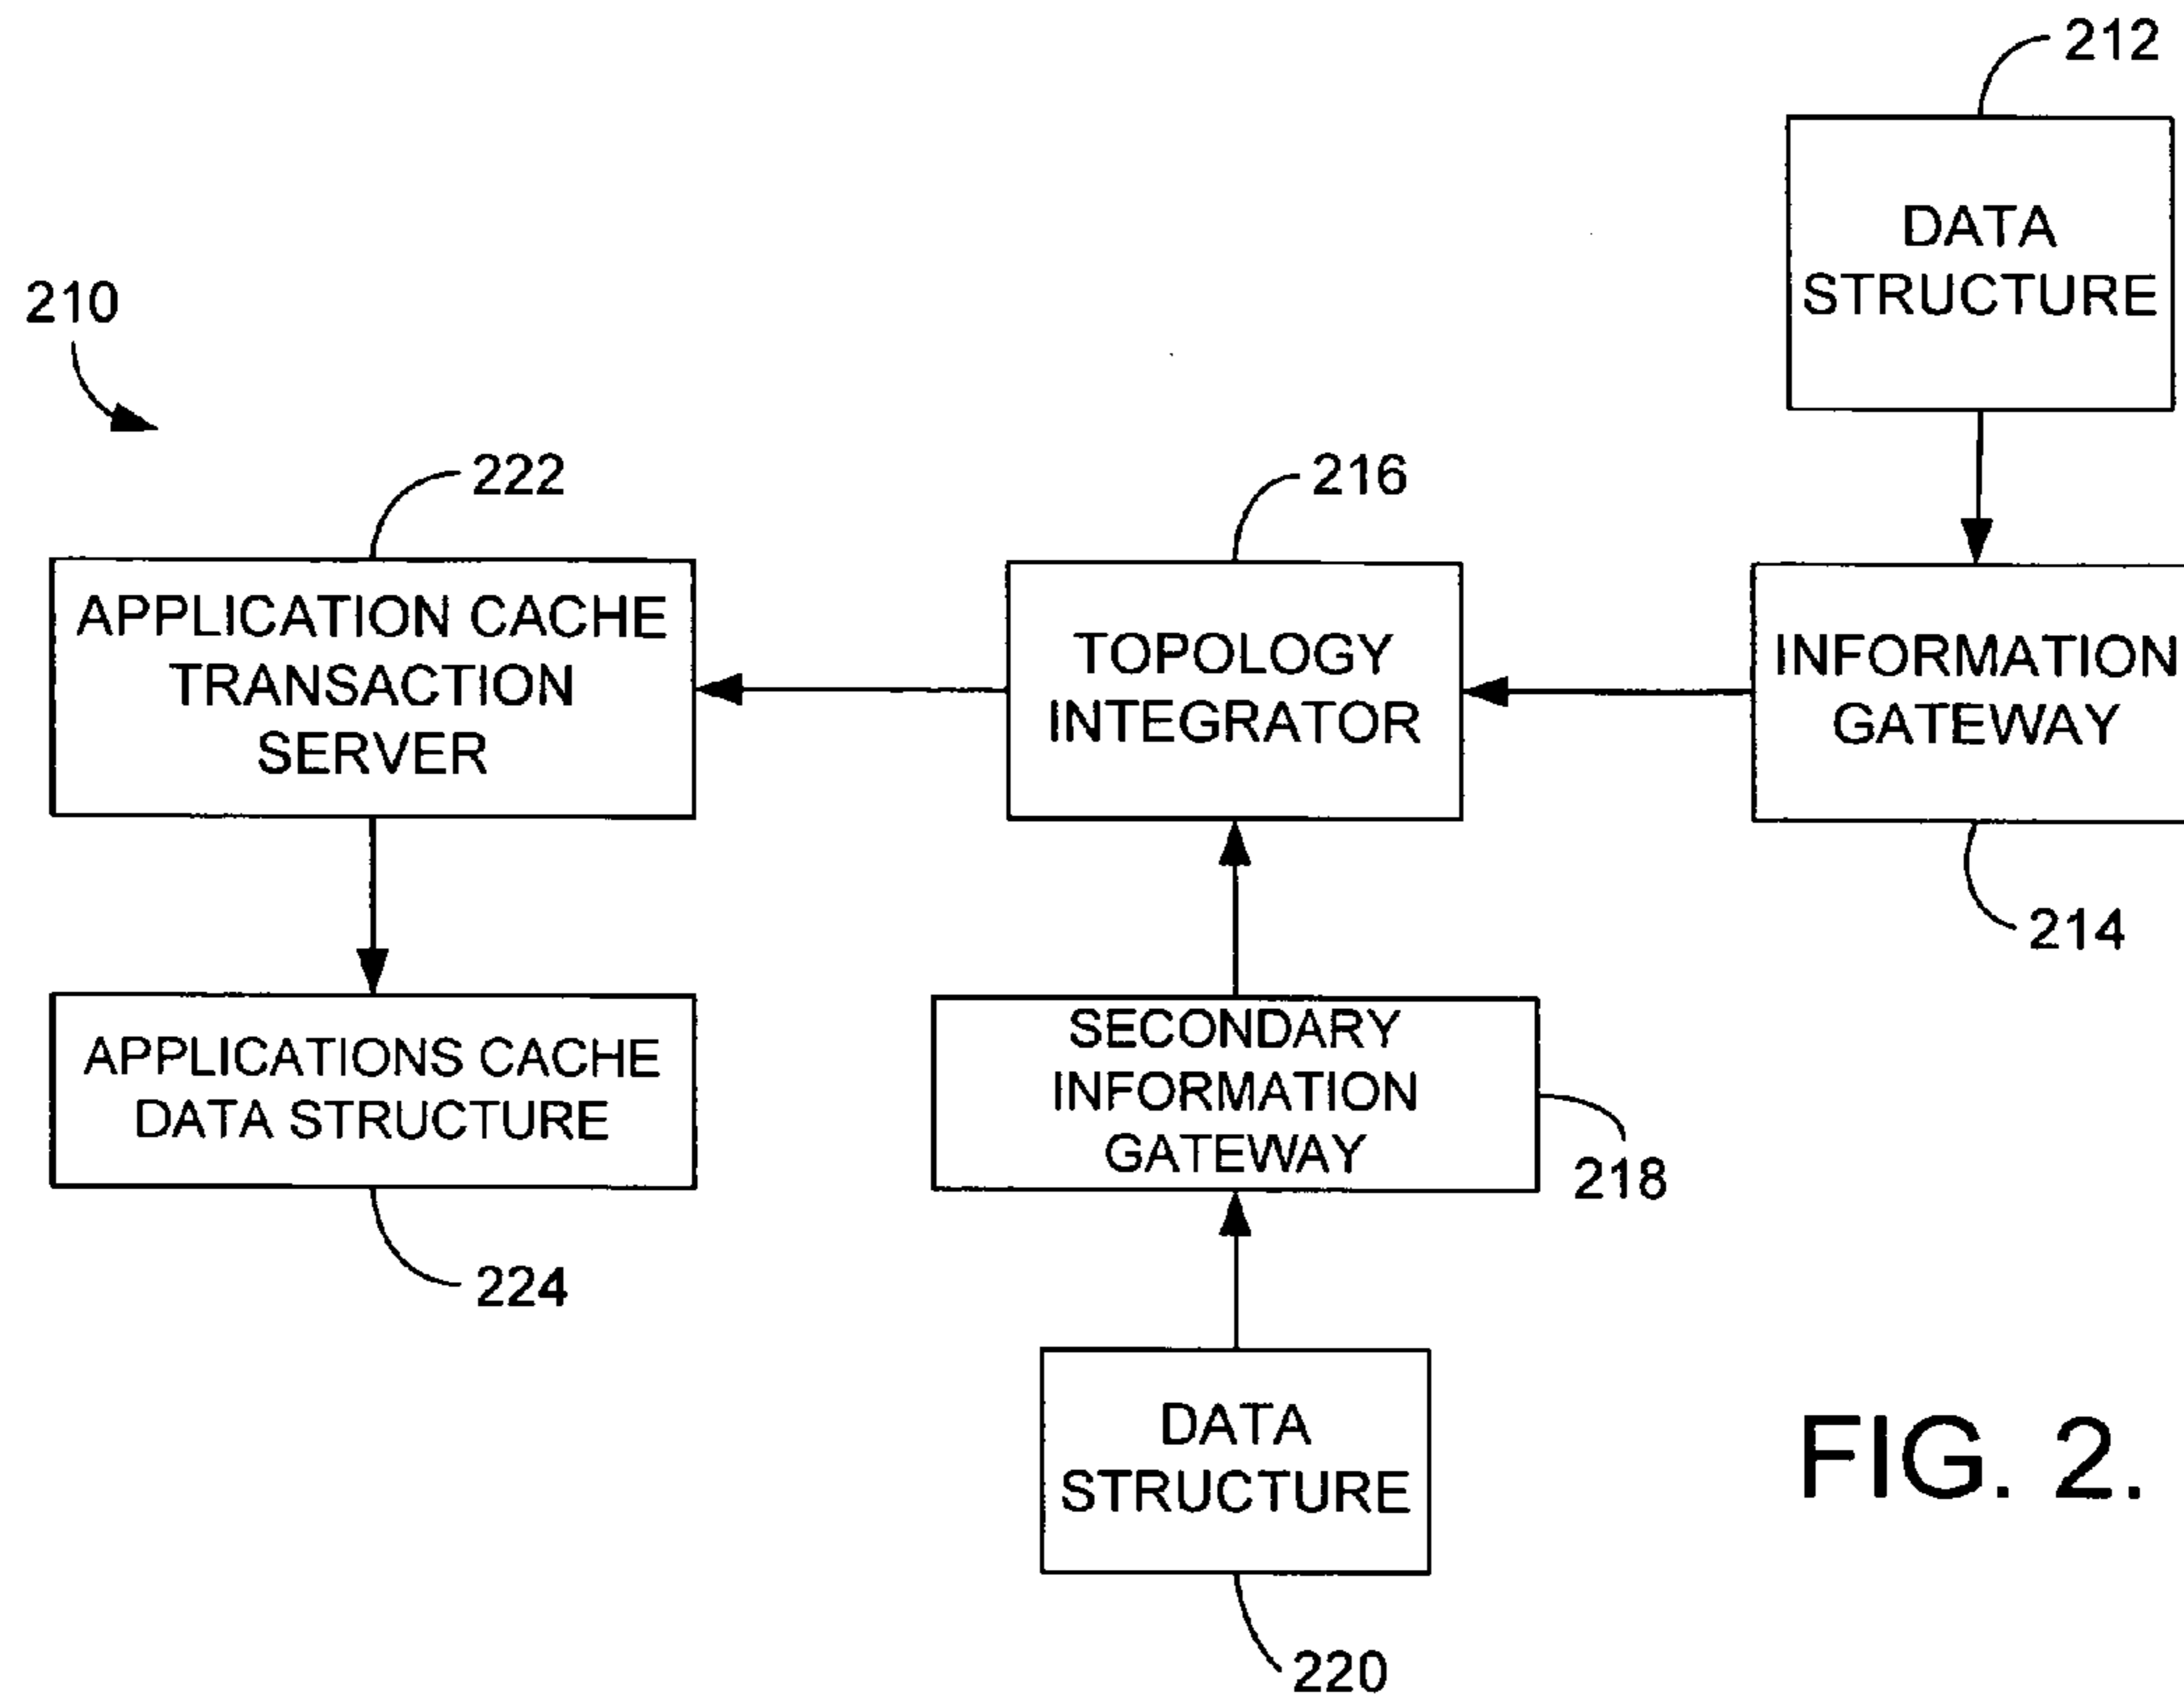 212
DATA
STRUCTURE
210
222
216
APPLICATION CACHE
TRANSACTION
SERVER
TOPOLOGY
INTEGRATOR
INFORMATION
GATEWAY
214
APPLICATIONS CACHE
DATA STRUCTURE
SECONDARY
INFORMATION
GATEWAY
218
224
DATA
STRUCTURE
220
FIG. 2.